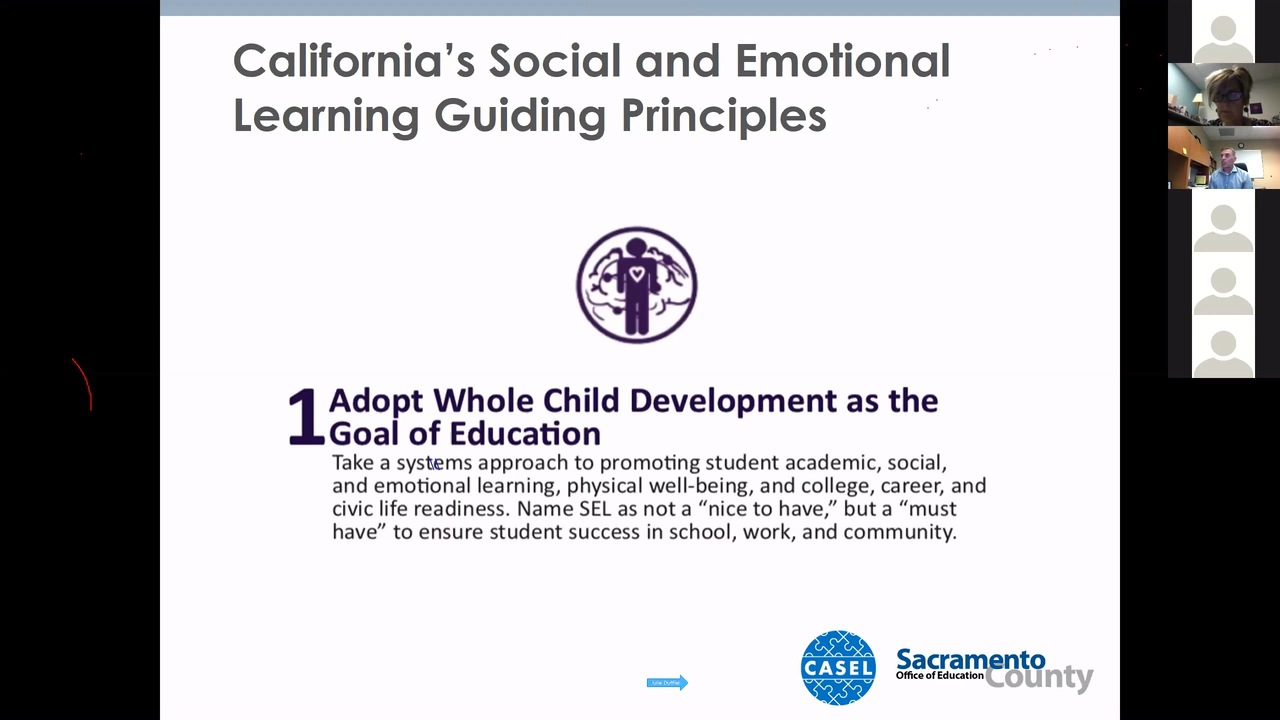 California’s Social and Emotional
Learning Guiding Principles
1 Adopt Whole Child Development as the
Goal of Education
Take a systems approach to promoting student academic, social,
and emotional learning, physical well-being, and college, career, and
civic life readiness. Name SEL as not a “nice to have,” but a “must
have” to ensure student success in school, work, and community.
CASEL
Sacramento
Office of Education County